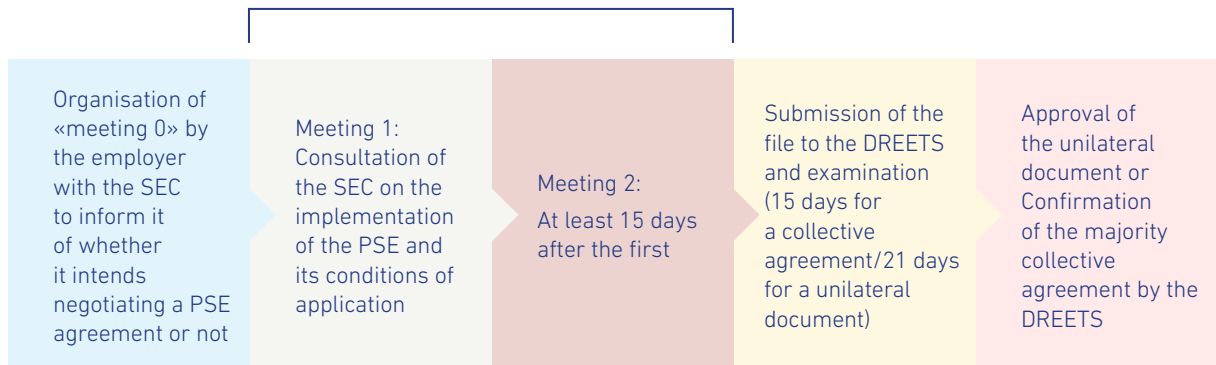 Organisation of
«meeting 0» by
the employer
with the SEC
to inform it
of whether
it intends
negotiating a PSE
agreement or not
Meeting 1:
Consultation of
the SEC on the
implementation
of the PSE and
its conditions of
application
Meeting 2:
At least 15 days
after the first
Submission of the
file to the DREETS
and examination
(15 days for
a collective
agreement/21 days
for a unilateral
document)
Approval of
the unilateral
document or
Confirmation
of the majority
collective
agreement by the
DREETS